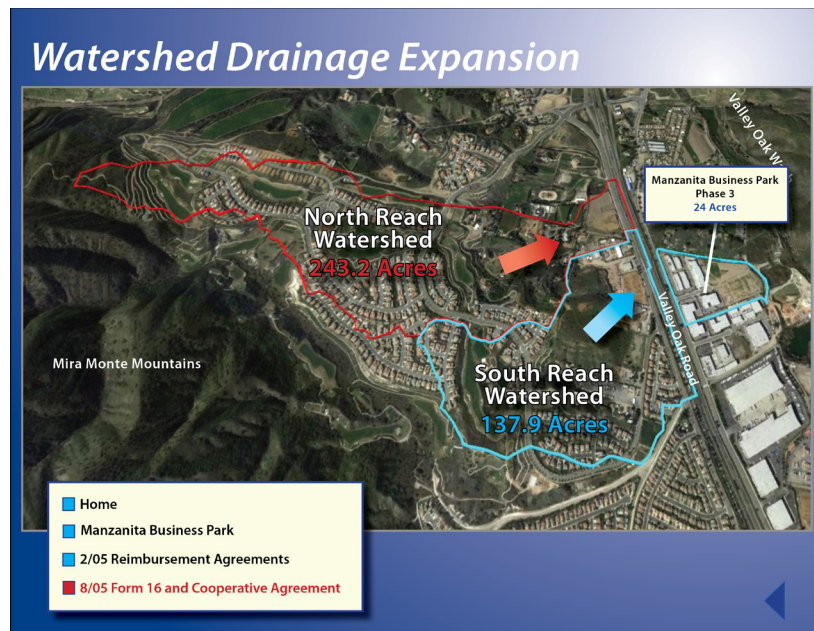 Watershed Drainage Expansion
Valley Oak W
Manzanita Business Park
Phase 3
24 Acres
North Reach
Watershed
243.2 Acres
Valley Oak Road
Mira Monte Mountains
South Reach
Watershed
137.9 Acres
Home
Manzanita Business Park
2/05 Reimbursement Agreements
8/05 Form 16 and Cooperative Agreement